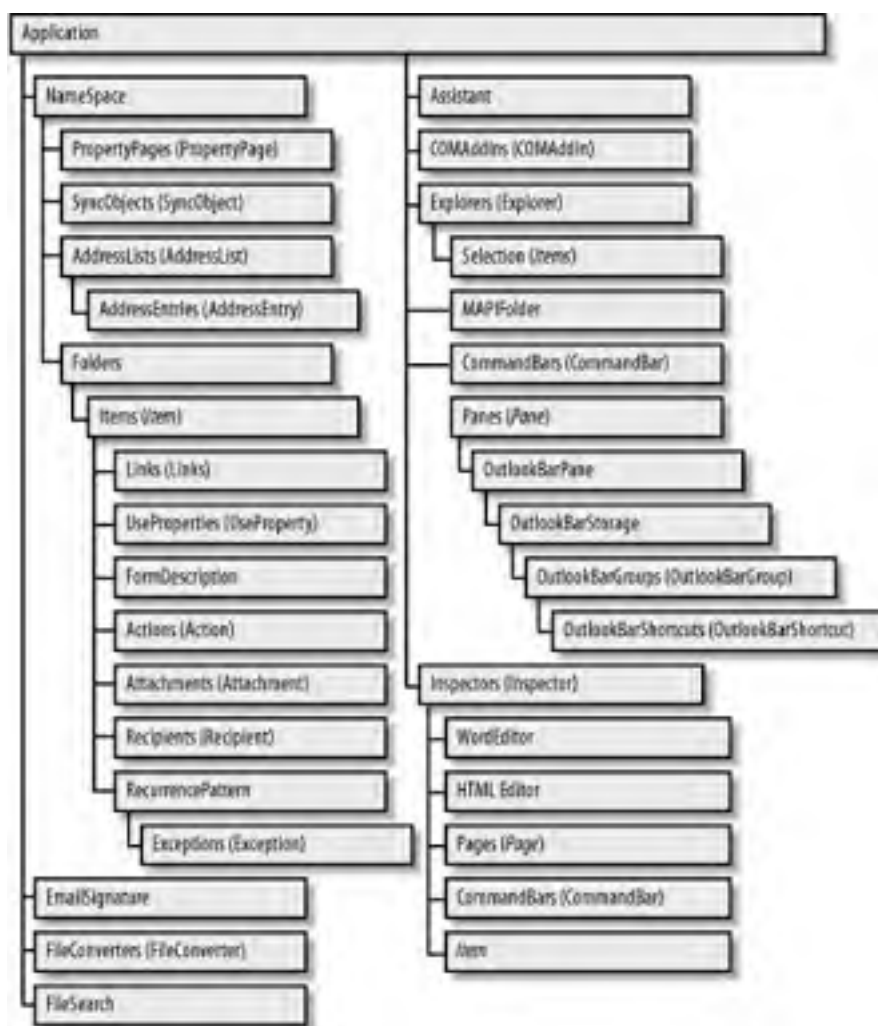 Application
NameSpace
PropertyPages (PropertyPage)
SyncObjects (SyncObject)
AddressLists (AddressList)
AddressEntries (AddressEntry)
Folders
Items (Item)
Links (Links)
UseProperties (UseProperty)
FormDescription
Actions (Action)
Attachments (Attachment)
Recipients (Recipient)
RecurrencePattern
Exceptions (Exception)
EmailSignature
FileConverters (FileConverter)
FileSearch
Assistant
COMAddIns (COMAddIn)
Explorers (Explorer)
Selection (Items)
MAPIFolder
CommandBars (CommandBar)
Panes (Pane)
OutlookBarPane
OutlookBarStorage
OutlookBarGroups (OutlookBarGroup)
OutlookBarShortcuts (OutlookBarShortcut)
Inspectors (Inspector)
WordEditor
HTML Editor
Pages (Page)
CommandBars (CommandBar)
Item